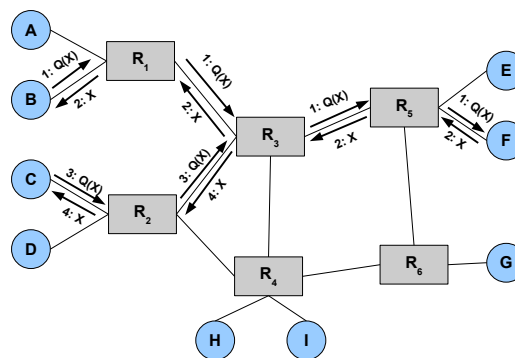 A
E
R1
1: Q(X)
1: Q(X)
B
2: X
2: X
1: Q(X)
R5
1: Q(X)
R3
2: X
2: X
F
C
3: Q(X)
3: Q(X)
4: X
4: X
R2
D
R4
R6
G
H
I